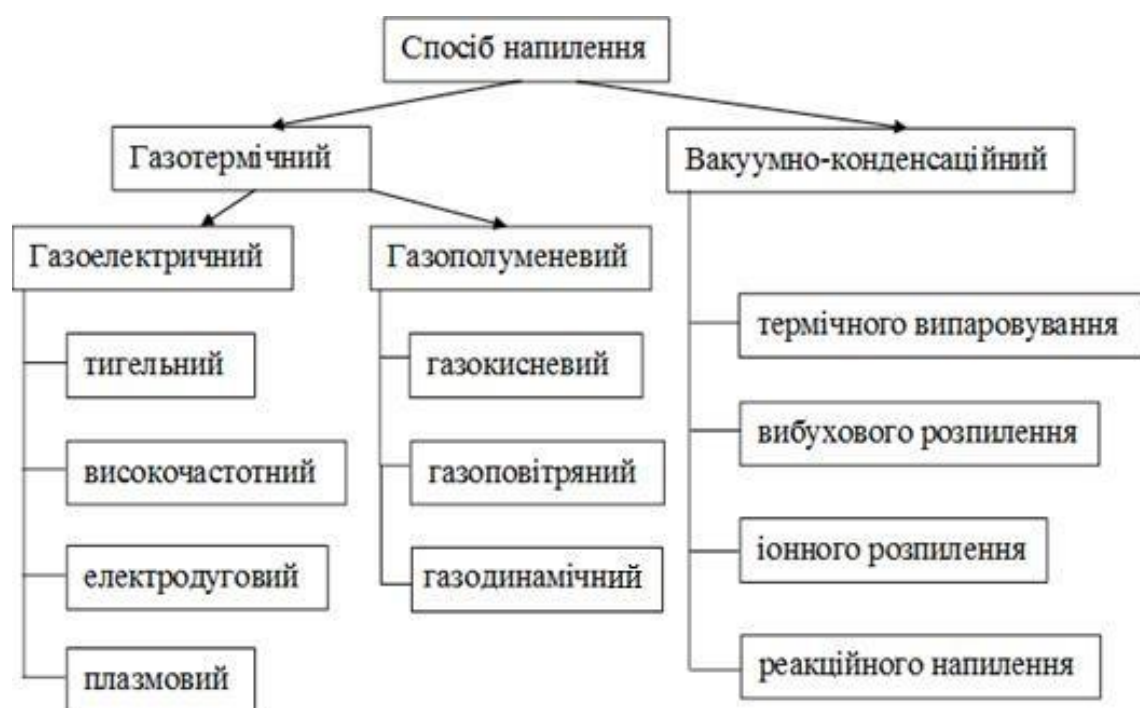 Спосіб напилення
Газотермічний
Вакуумно-конденсаційний
Газоелектричний
Газополуменевий
тигельний
високочастотний
електродуговий
плазмовий
газокисневий
газоповітряний
газодинамічний
термічного випаровування
вибухового розпилення
іонного розпилення
реакційного напилення